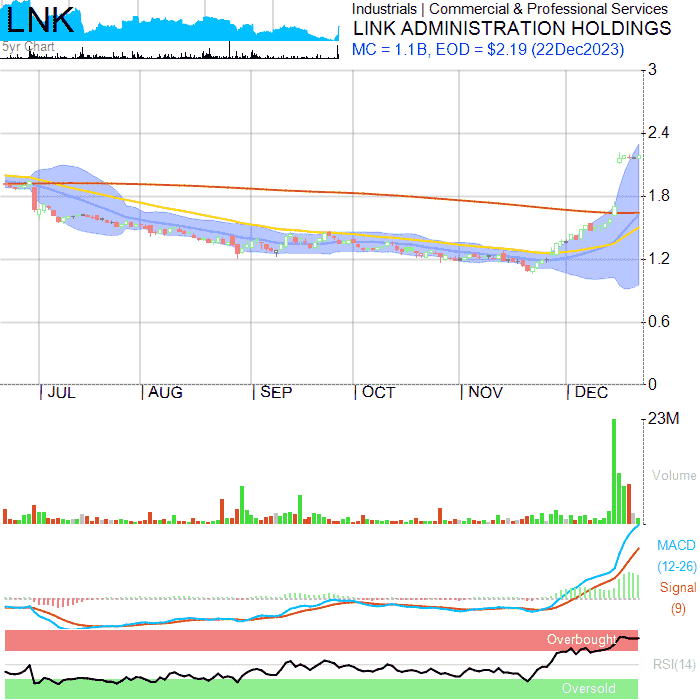 LNK
5yr Chart
Industrials | Commercial & Professional Services
LINK ADMINISTRATION HOLDINGS
MC = 1.1B, EOD = $2.19 (22Dec2023)
3
2.4
1.8
1.2
0.6
0
| JUL | AUG | SEP | OCT | NOV | DEC
23M
Volume
MACD
(12-26)
Signal
(9)
Overbought
RSI(14)
Oversold